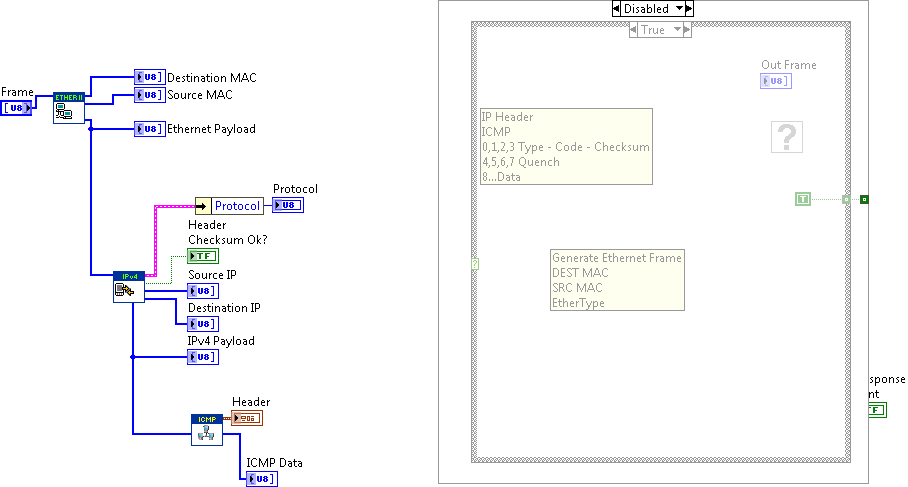 Disabled
True
Frame
U8
ETHER II
U8
Destination MAC
U8
Source MAC
U8
Ethernet Payload
Protocol
U8
Protocol
Header
Checksum Ok?
TF
IPv4
Source IP
U8
Destination IP
U8
IPv4 Payload
U8
Header
ICMP
ICMP Data
U8
Out Frame
U8
?
IP Header
ICMP
0,1,2,3 Type - Code - Checksum
4,5,6,7 Quench
8...Data
T
?
Generate Ethernet Frame
DEST MAC
SRC MAC
EtherType
sponse
nt
TF